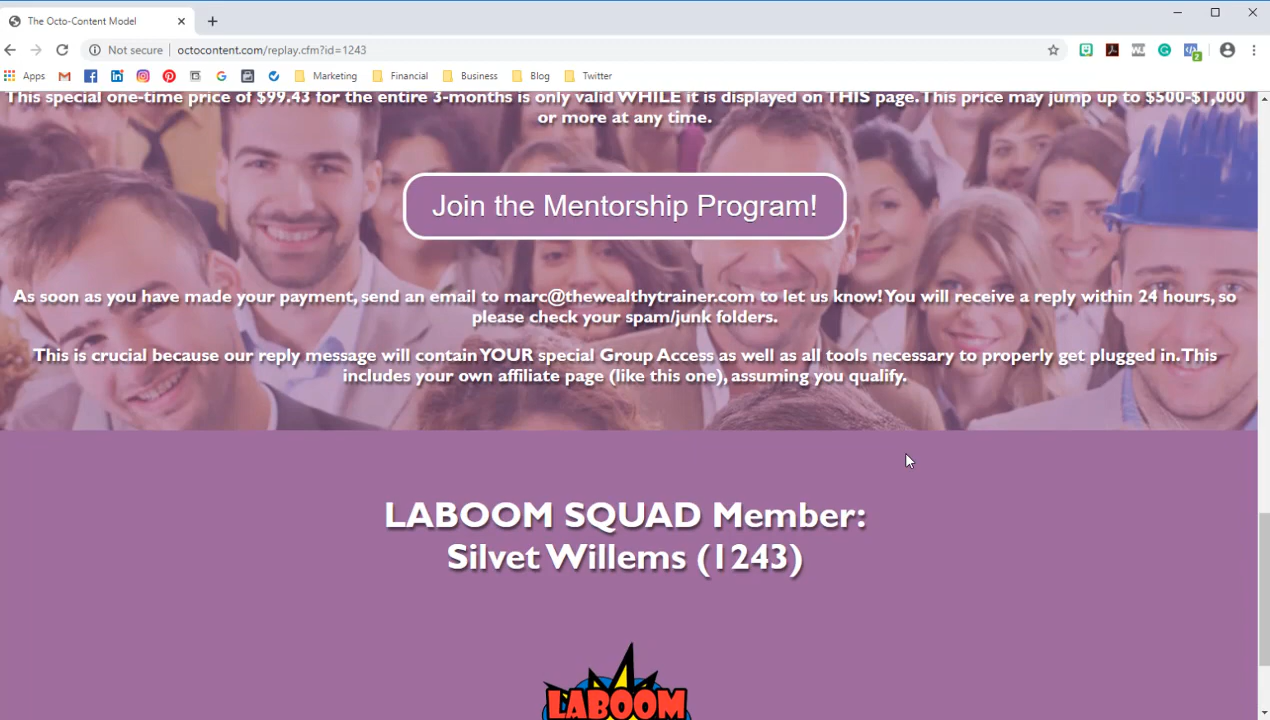 The Octo-Content Model
Not secure octocontent.com/replay.cfm?id=1243
Apps Marketing Financial Business Blog Twitter
This special one-time price of $99.43 for the entire 3-months is only valid WHILE it is displayed on THIS page. This price may jump up to $500-$1,000
or more at any time.
Join the Mentorship Program!
As soon as you have made your payment, send an email to marc@thewealthytrainer.com to let us know! You will receive a reply within 24 hours, so
please check your spam/junk folders.
This is crucial because our reply message will contain YOUR special Group Access as well as all tools necessary to properly get plugged in. This
includes your own affiliate page (like this one), assuming you qualify.
LABOOM SQUAD Member:
Silvet Willems (1243)
LABOOM